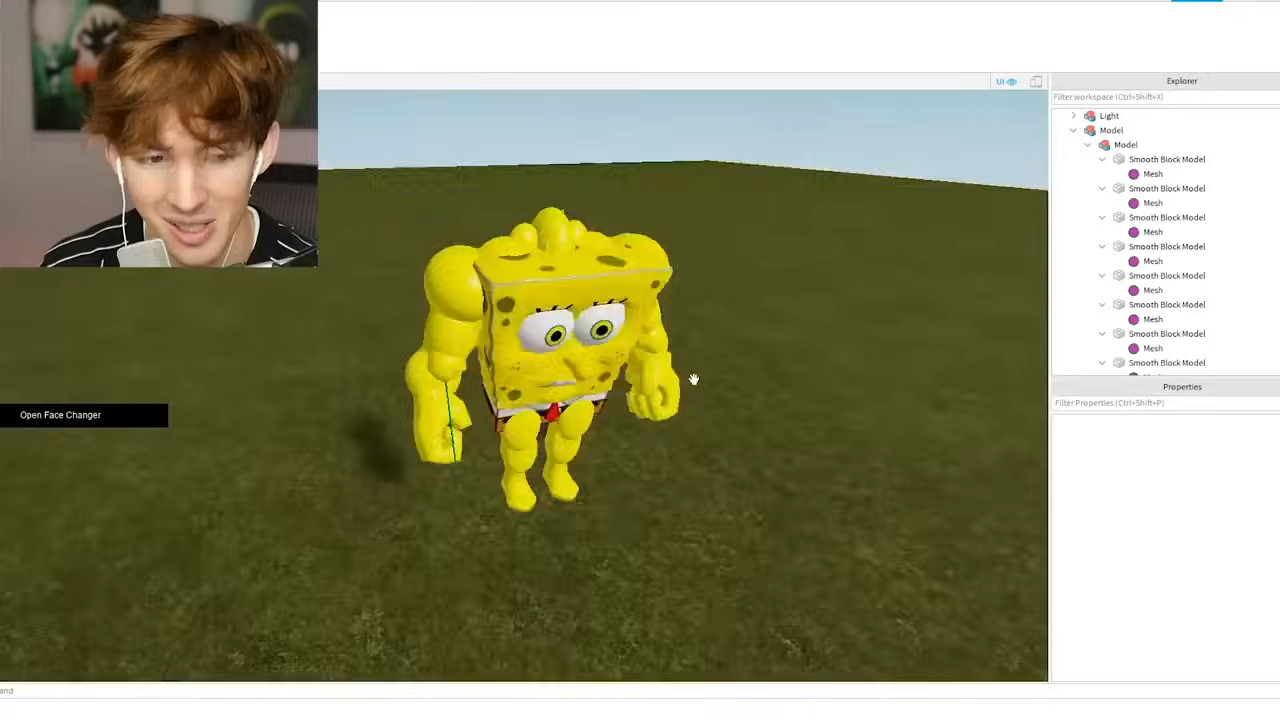 UI
Explorer
Filter workspace (Ctrl+Shift+X)
Light
Model
Model
Smooth Block Model
Mesh
Smooth Block Model
Mesh
Smooth Block Model
Mesh
Smooth Block Model
Mesh
Smooth Block Model
Mesh
Smooth Block Model
Mesh
Smooth Block Model
Mesh
Smooth Block Model
Properties
Filter Properties (Ctrl+Shift+P)
Open Face Changer
and